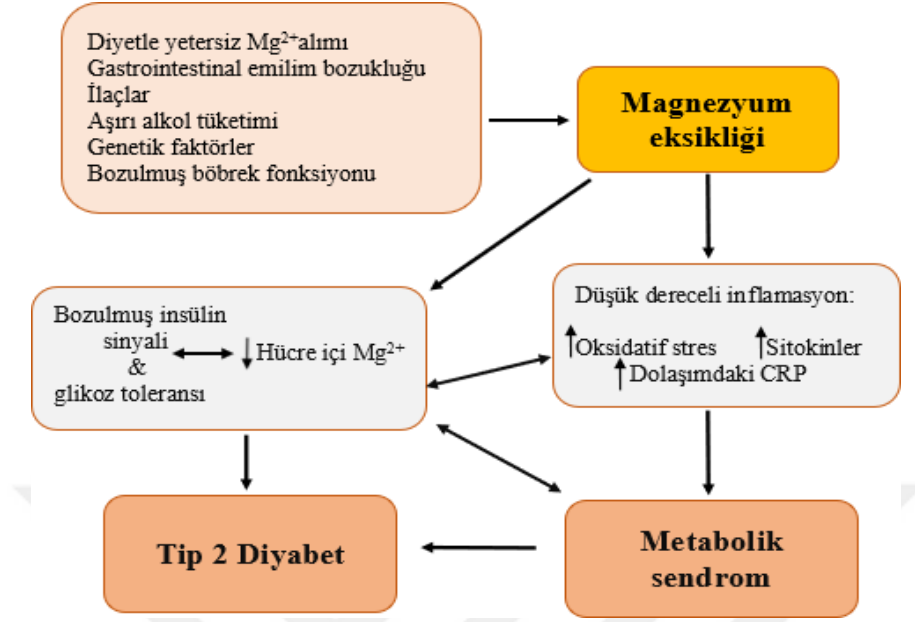 Diyetle yetersiz Mg²⁺alımı
Gastrointestinal emilim bozukluğu
İlaçlar
Aşırı alkol tüketimi
Genetik faktörler
Bozulmuş böbrek fonksiyonu
Magnezyum
eksikliği
Bozulmuş insülin
sinyali
&
glikoz toleransı
Hücre içi Mg²⁺
Düşük dereceli inflamasyon:
Oksidatif stres
Sitokinler
Dolaşımdaki CRP
Tip 2 Diyabet
Metabolik
sendrom